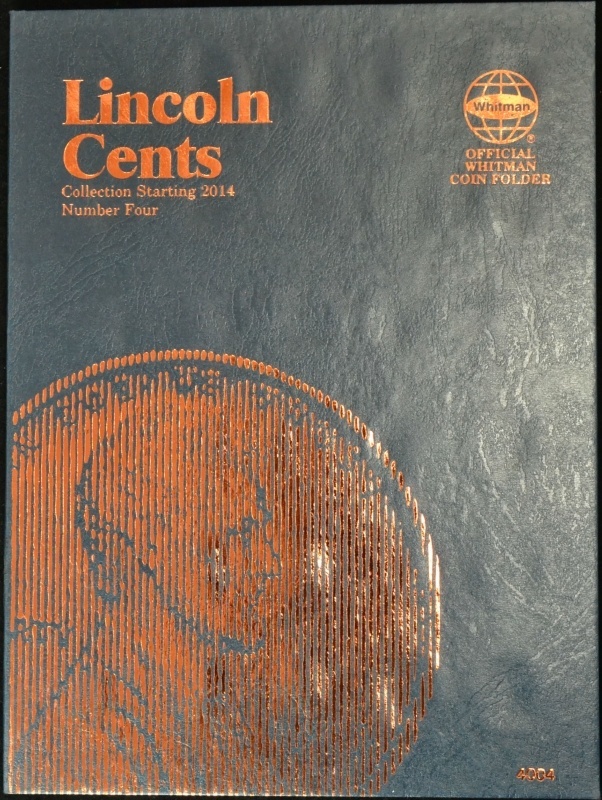 Lincoln
Cents
Collection Starting 2014
Number Four
Whitman
®
OFFICIAL
WHITMAN
COIN FOLDER
4004